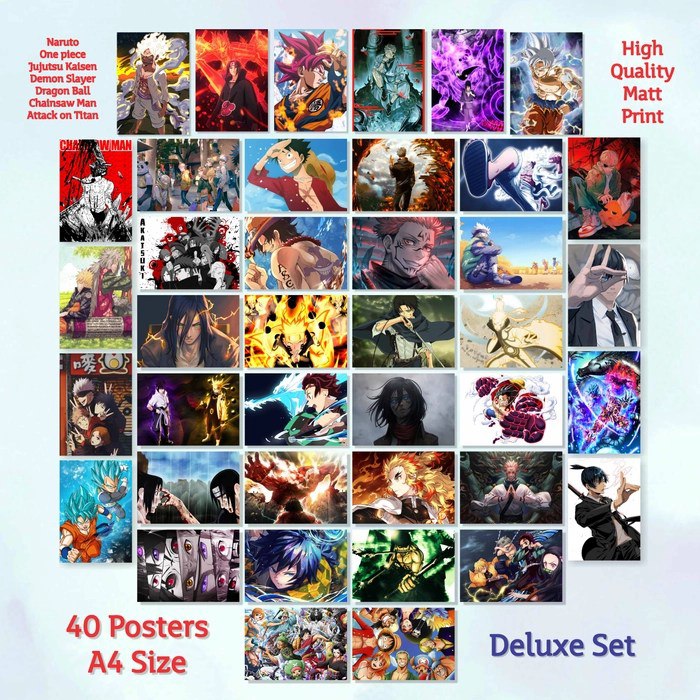 Naruto
One piece
Jujutsu Kaisen
Demon Slayer
Dragon Ball
Chainsaw Man
Attack on Titan
High
Quality
Matt
Print
CHAINSAW MAN
AKATSUKI
40 Posters
A4 Size
Deluxe Set